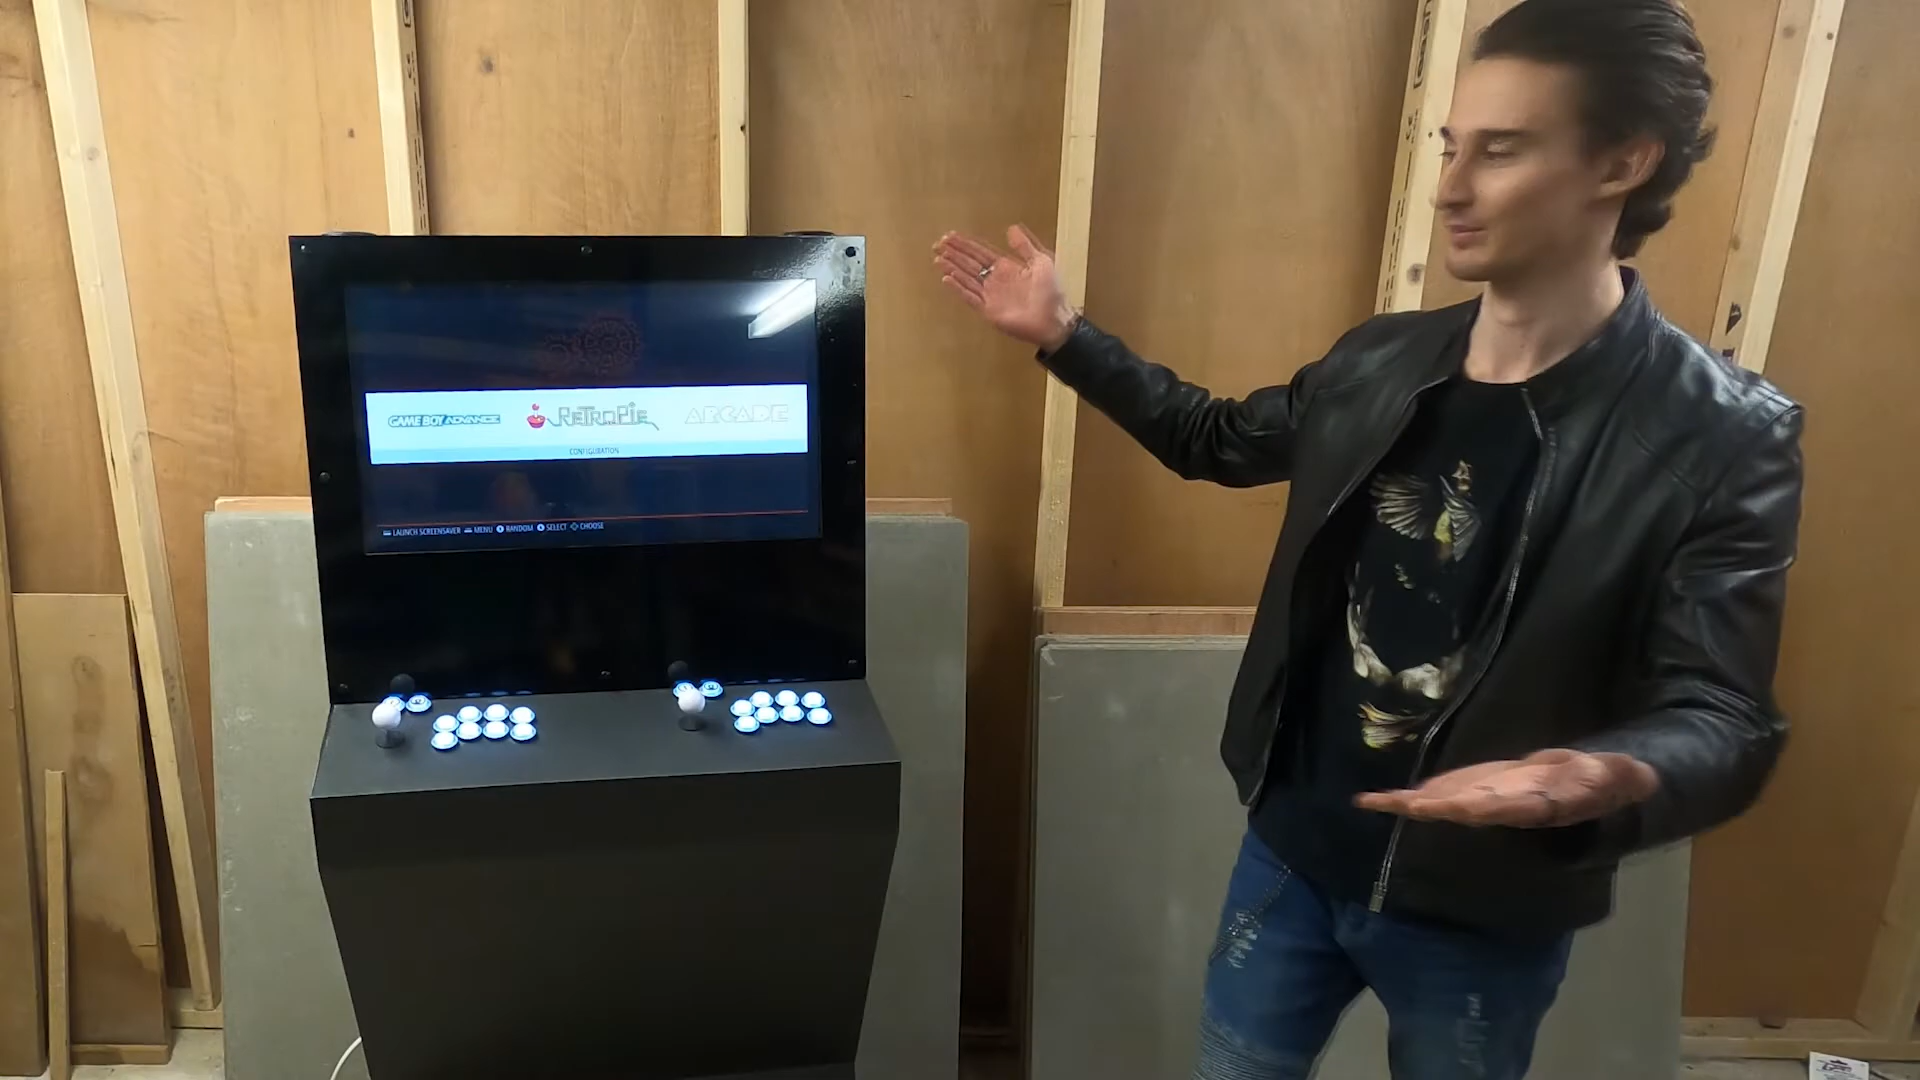 GAME BOY ADVANCE RETROPIE ARCADE
CONFIGURATION
LAUNCH SCREENSAVER MENU RANDOM SELECT CHOOSE